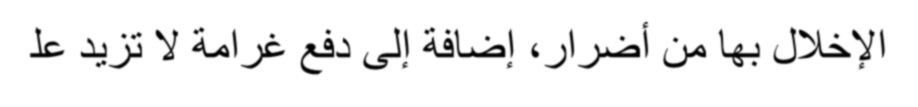 الإخلال بها من أضرار، إضافة إلى دفع غرامة لا تزيد عل